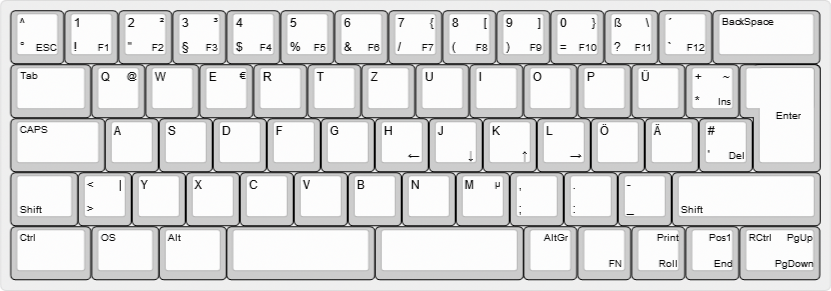 ^ 1 2 ² 3 ³ 4 5 6 7 { 8 [ 9 ] 0 } ß \ ´ BackSpace
° ESC ! F1 " F2 § F3 $ F4 % F5 & F6 / F7 ( F8 ) F9 = F10 ? F11 ` F12
Tab Q @ W E € R T Z U I O P Ü + ~
* Ins Enter
CAPS A S D F G H J K L Ö Ä #
← ↓ ↑ → ' Del
< | Y X C V B N M µ , . -
Shift > ; : _ Shift
Ctrl OS Alt AltGr Print Pos1 RCtrl PgUp
FN Roll End PgDown